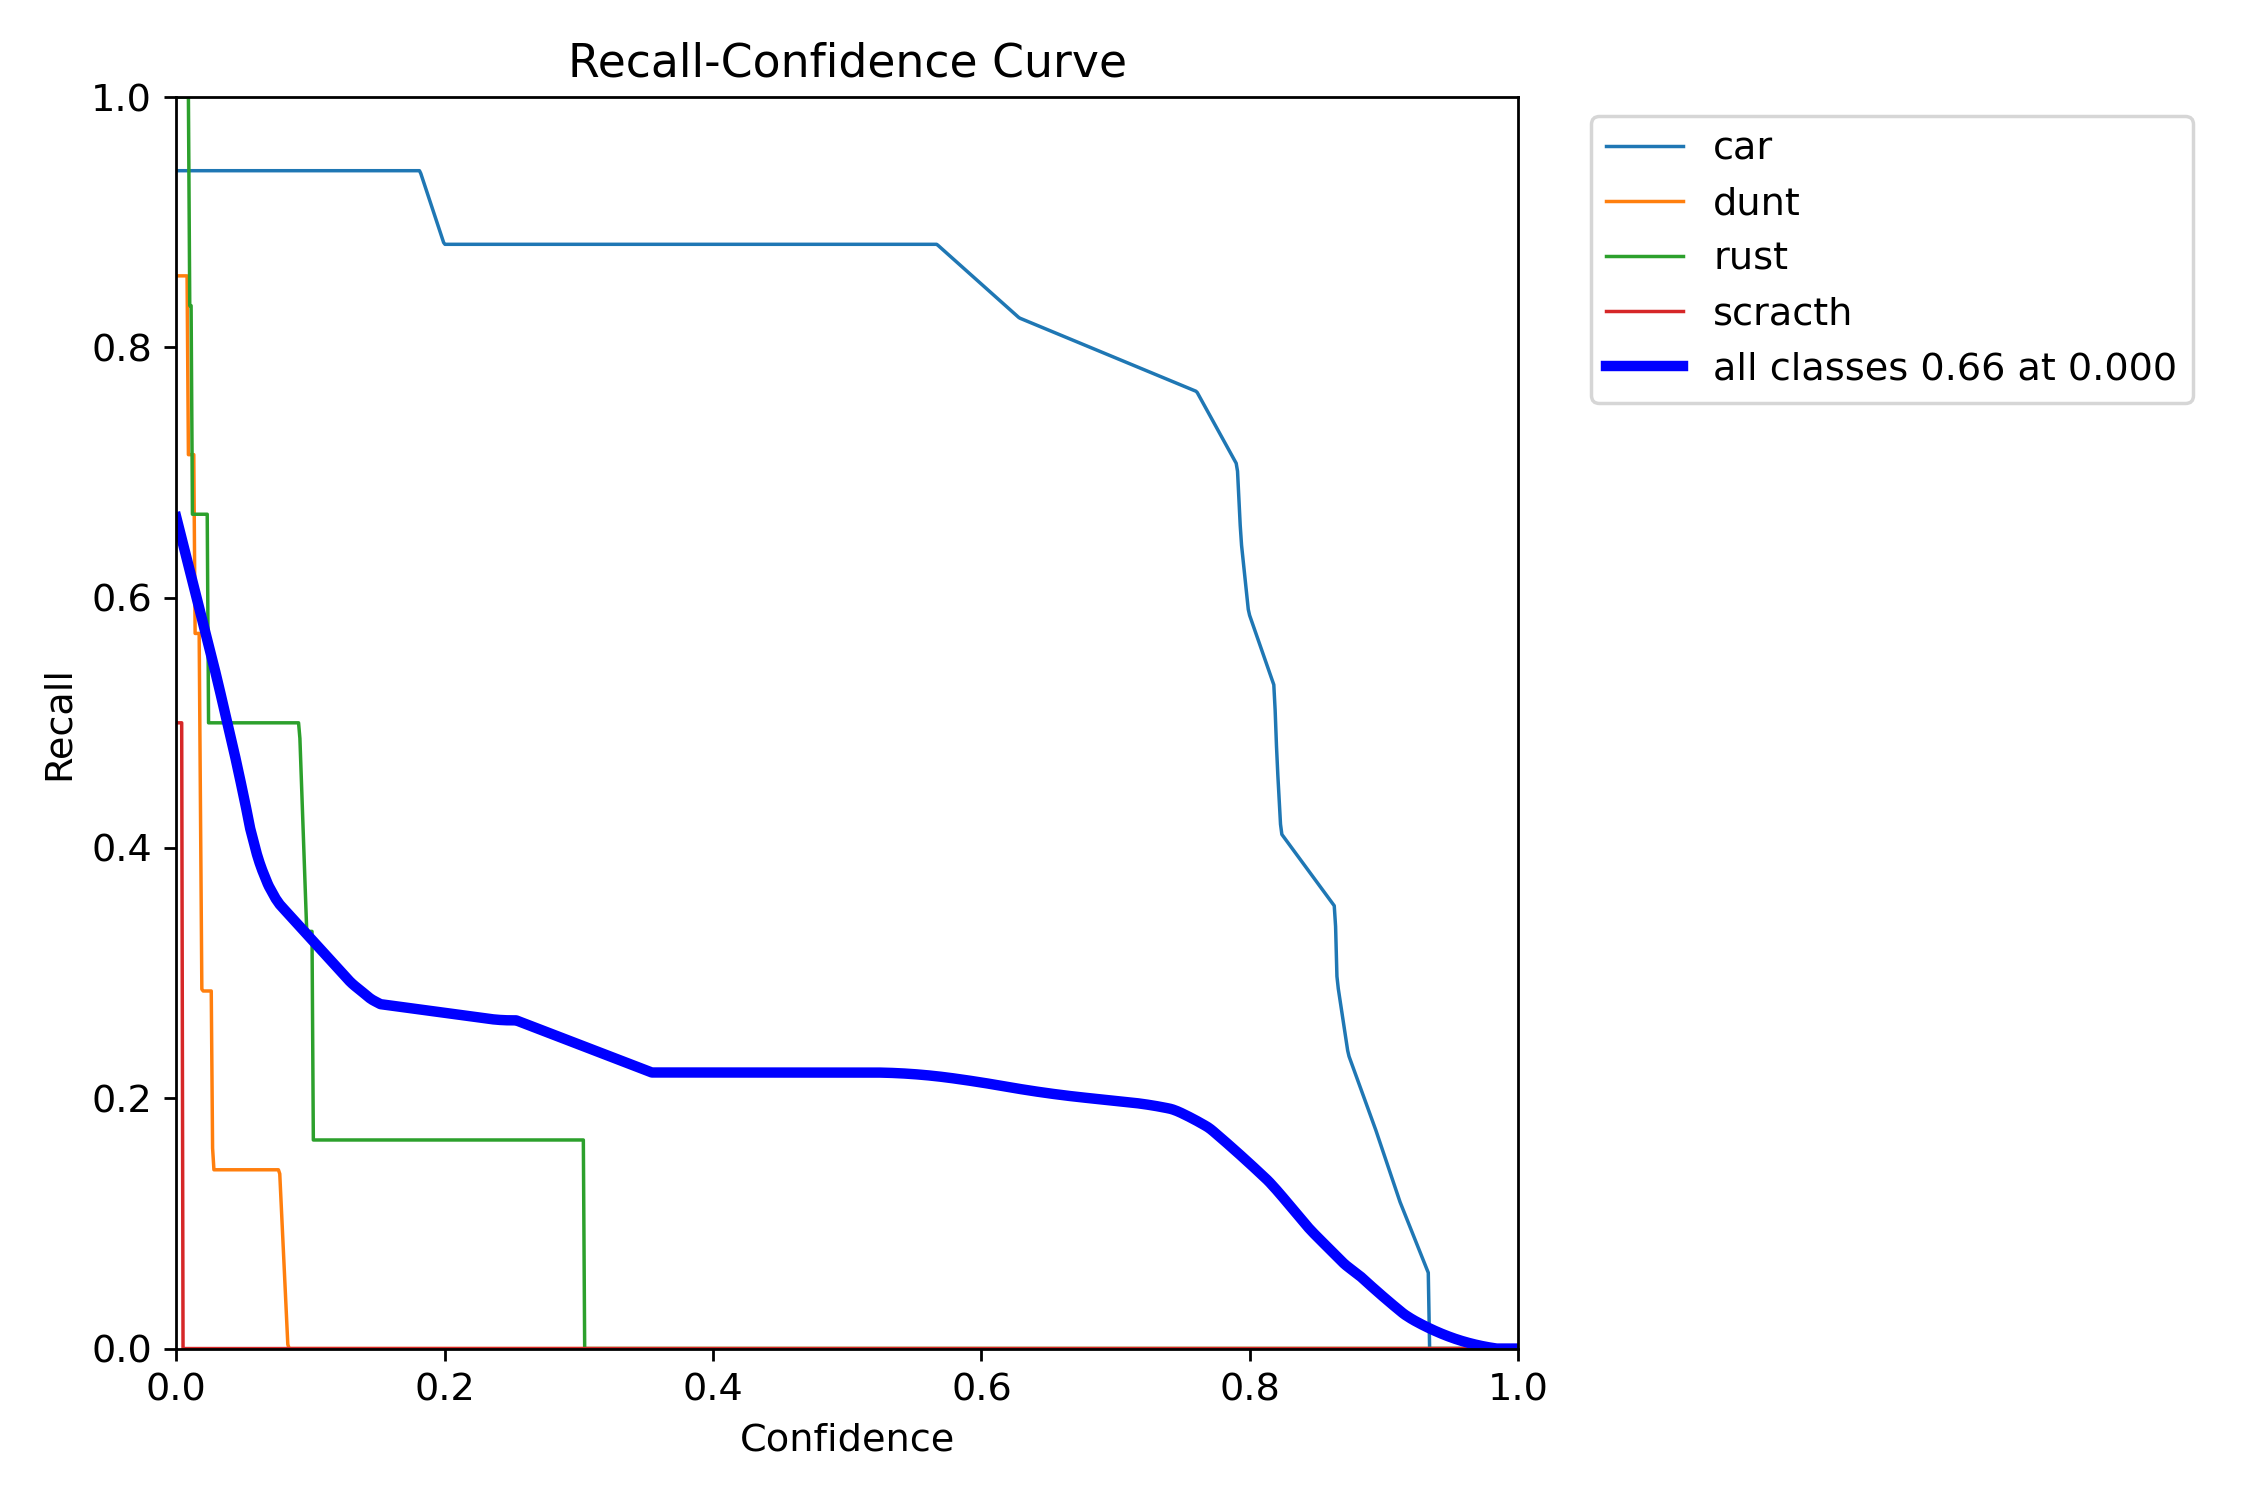 Recall-Confidence Curve
1.0
0.8
0.6
0.4
0.2
0.0
Recall
0.0 0.2 0.4 0.6 0.8 1.0
Confidence
car
dunt
rust
scracth
all classes 0.66 at 0.000